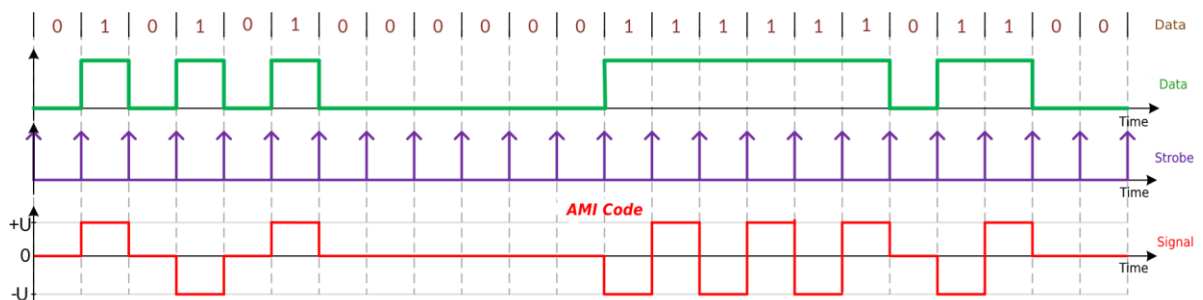 0 1 0 1 0 1 0 0 0 0 0 0 1 1 1 1 1 1 0 1 1 0 0 Data
Data
Time
Strobe
Time
AMI Code
+U
Signal
0
Time
-U